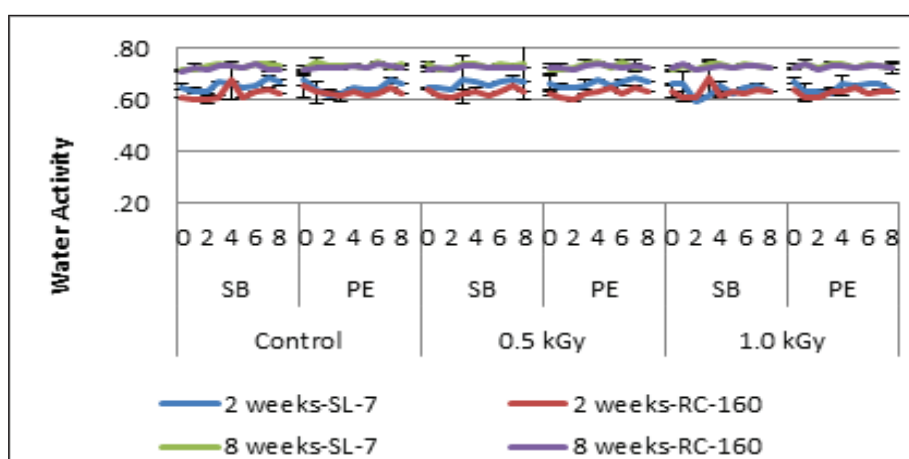 .80
.60
.40
.20
Water Activity
0 2 4 6 8 0 2 4 6 8 0 2 4 6 8 0 2 4 6 8 0 2 4 6 8 0 2 4 6 8
SB PE SB PE SB PE
Control 0.5 kGy 1.0 kGy
2 weeks-SL-7 2 weeks-RC-160
8 weeks-SL-7 8 weeks-RC-160